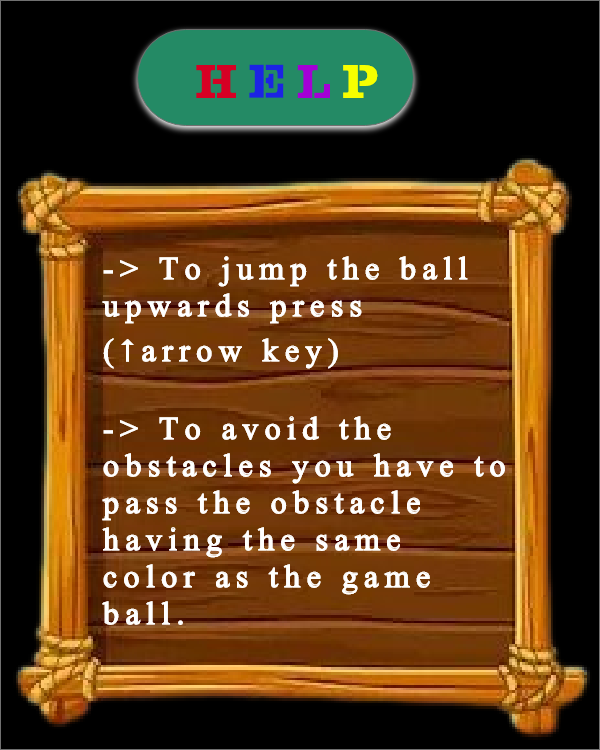 HELP
-> To jump the ball
upwards press
(↑arrow key)
-> To avoid the
obstacles you have to
pass the obstacle
having the same
color as the game
ball.